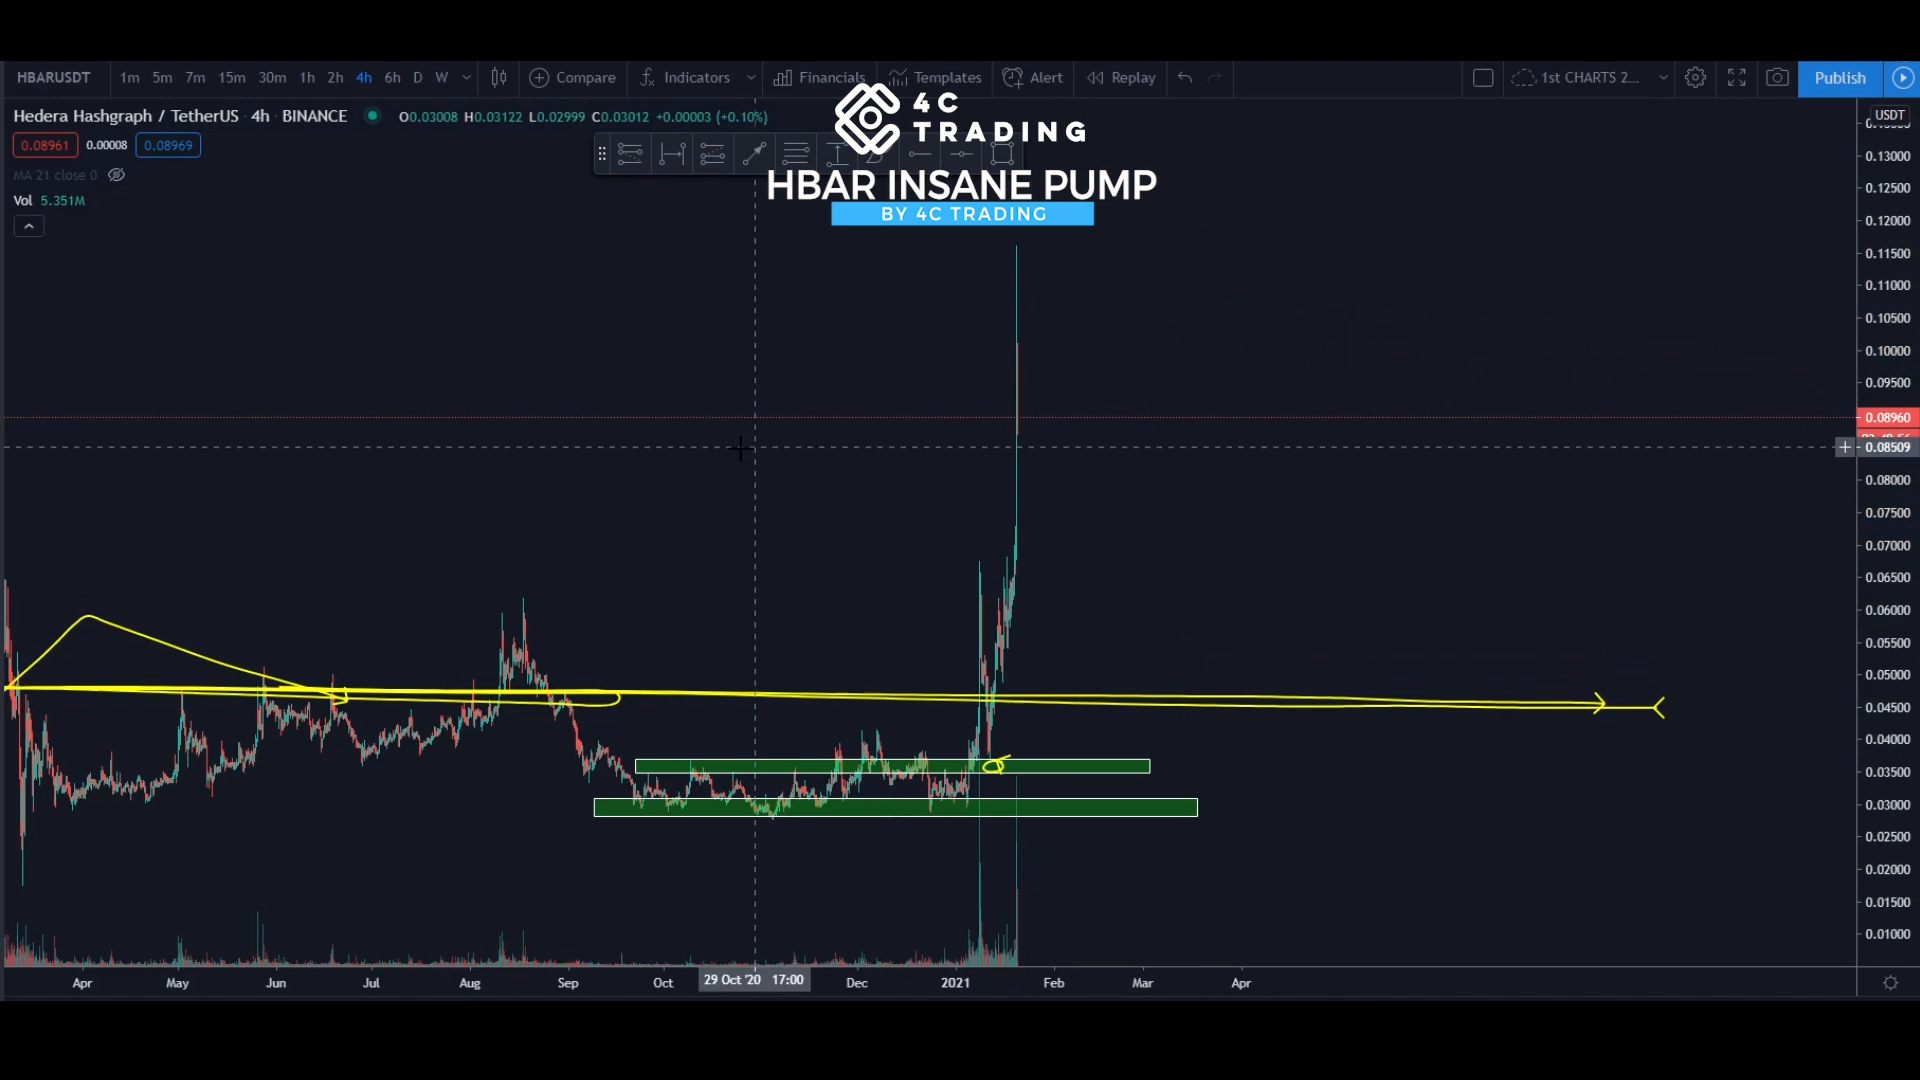 HBARUSDT 1m 5m 7m 15m 30m 1h 2h 4h 6h D W Compare Indicators Financials Templates Alert Replay 1st CHARTS 2... Publish
Hedera Hashgraph / TetherUS · 4h · BINANCE O0.03008 H0.03122 L0.02999 C0.03012 +0.00003 (+0.10%)
0.08961 0.00008 0.08969
MA 21 close 0
Vol 5.351M
4C
TRADING
HBAR INSANE PUMP
BY 4C TRADING
USDT
0.13000
0.12500
0.12000
0.11500
0.11000
0.10500
0.10000
0.09500
0.08960
0.08509
0.08000
0.07500
0.07000
0.06500
0.06000
0.05500
0.05000
0.04500
0.04000
0.03500
0.03000
0.02500
0.02000
0.01500
0.01000
Apr May Jun Jul Aug Sep Oct 29 Oct '20 17:00 Dec 2021 Feb Mar Apr